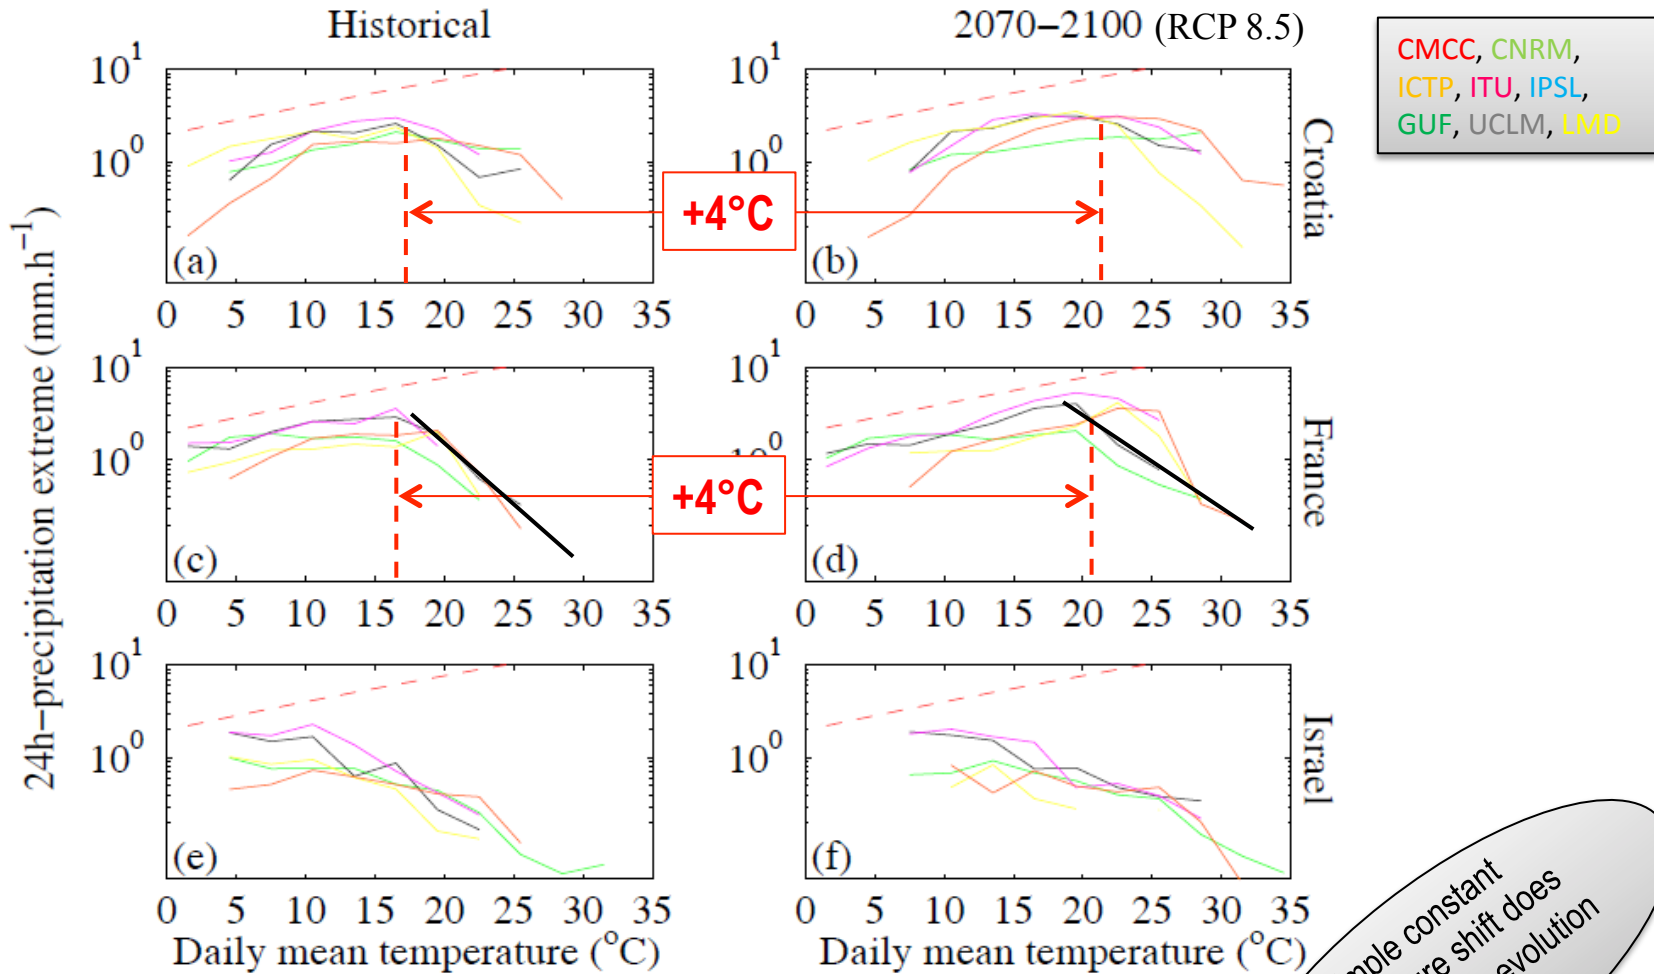 Historical
2070−2100 (RCP 8.5)
CMCC, CNRM,
ICTP, ITU, IPSL,
GUF, UCLM, LMD
24h−precipitation extreme (mm.h⁻¹)
10¹
10⁰
(a)
0 5 10 15 20 25 30 35
+4°C
10¹
10⁰
(b)
0 5 10 15 20 25 30 35
Croatia
10¹
10⁰
(c)
0 5 10 15 20 25 30 35
+4°C
10¹
(d)
0 5 10 15 20 25 30 35
France
10¹
10⁰
(e)
0 5 10 15 20 25 30 35
Daily mean temperature (°C)
10¹
10⁰
(f)
0 5 10 15 20 25 30 35
Daily mean temperature (°C)
Israel
constant
shift does
evolution